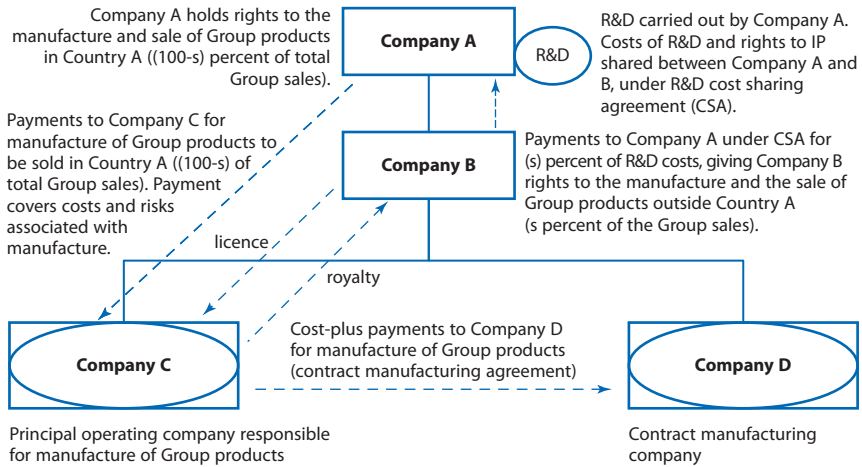 Company A holds rights to the
manufacture and sale of Group products
in Country A ((100-s) percent of total
Group sales).
Company A
R&D
R&D carried out by Company A.
Costs of R&D and rights to IP
shared between Company A and
B, under R&D cost sharing
agreement (CSA).
Payments to Company C for
manufacture of Group products to
be sold in Country A ((100-s) of
total Group sales). Payment
covers costs and risks
associated with
manufacture.
Company B
Payments to Company A under CSA for
(s) percent of R&D costs, giving Company B
rights to the manufacture and the sale of
Group products outside Country A
(s percent of the Group sales).
licence
royalty
Company C
Cost-plus payments to Company D
for manufacture of Group products
(contract manufacturing agreement)
Company D
Principal operating company responsible
for manufacture of Group products
Contract manufacturing
company